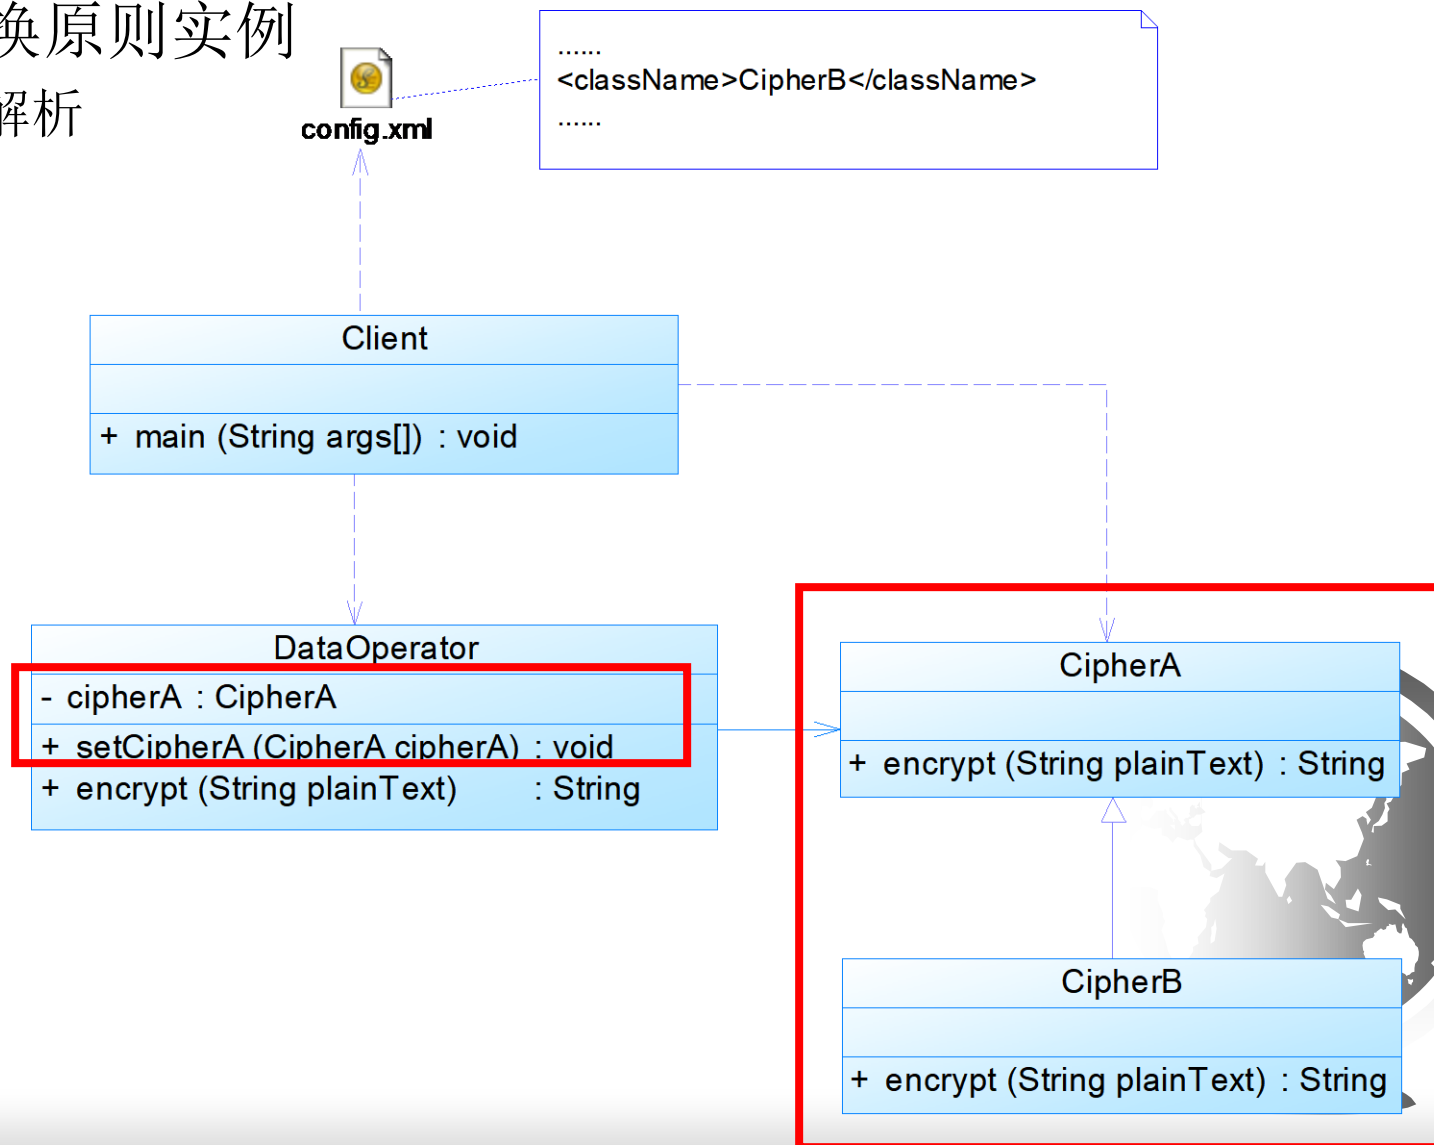 换原则实例
解析
......
<className>CipherB</className>
......
config.xml
Client
+ main (String args[]) : void
DataOperator
- cipherA : CipherA
+ setCipherA (CipherA cipherA) : void
+ encrypt (String plainText) : String
CipherA
+ encrypt (String plainText) : String
CipherB
+ encrypt (String plainText) : String